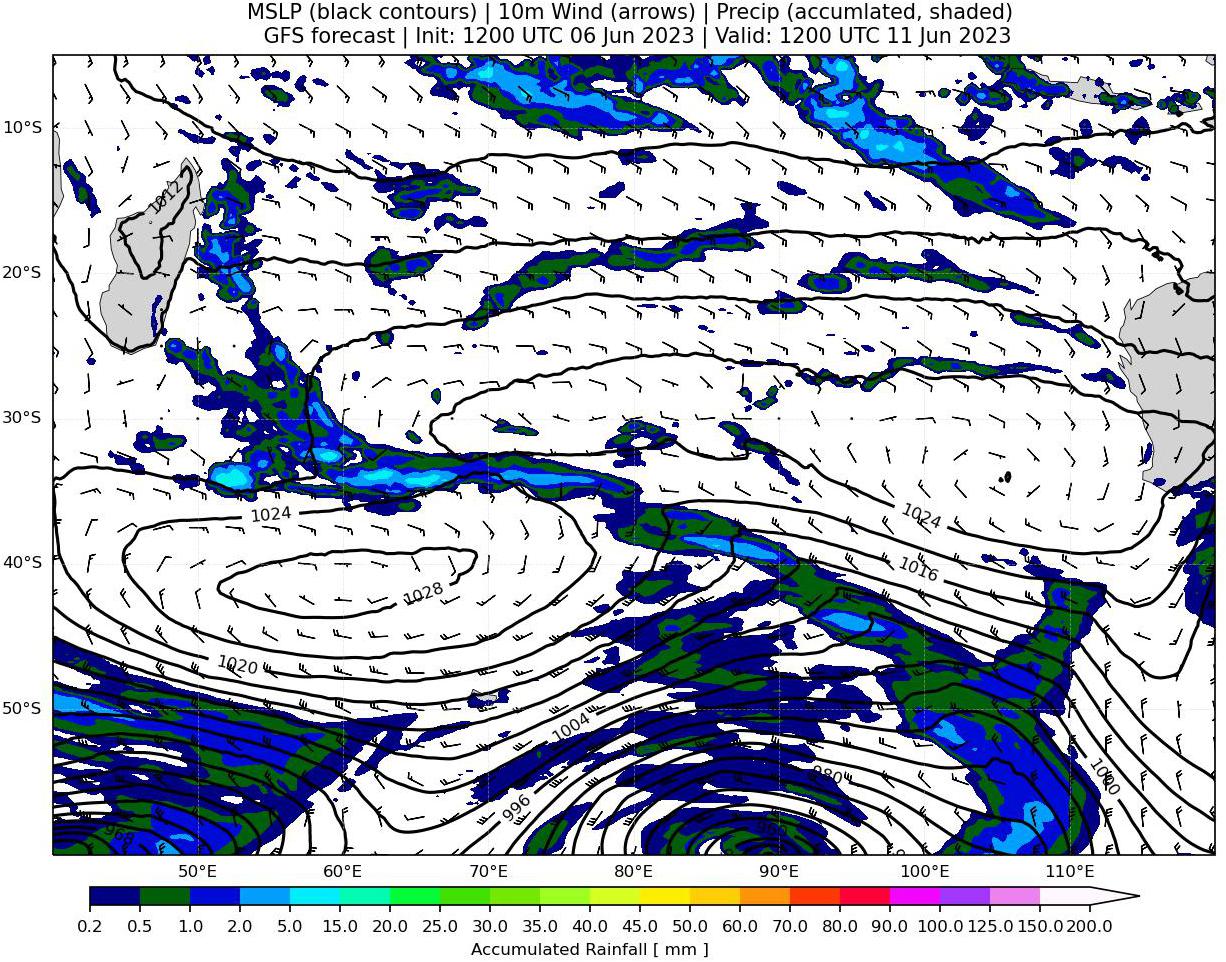 MSLP (black contours) | 10m Wind (arrows) | Precip (accumlated, shaded)
GFS forecast | Init: 1200 UTC 06 Jun 2023 | Valid: 1200 UTC 11 Jun 2023
10°S
1012
20°S
30°S
1024
1024
40°S
1016
1028
1020
50°S
1004
980
1000
996
968
50°E 60°E 70°E 80°E 90°E 100°E 110°E
0.2 0.5 1.0 2.0 5.0 10.0 15.0 20.0 25.0 30.0 35.0 40.0 45.0 50.0 60.0 70.0 80.0 90.0 100.0 125.0 150.0 200.0
Accumulated Rainfall [ mm ]